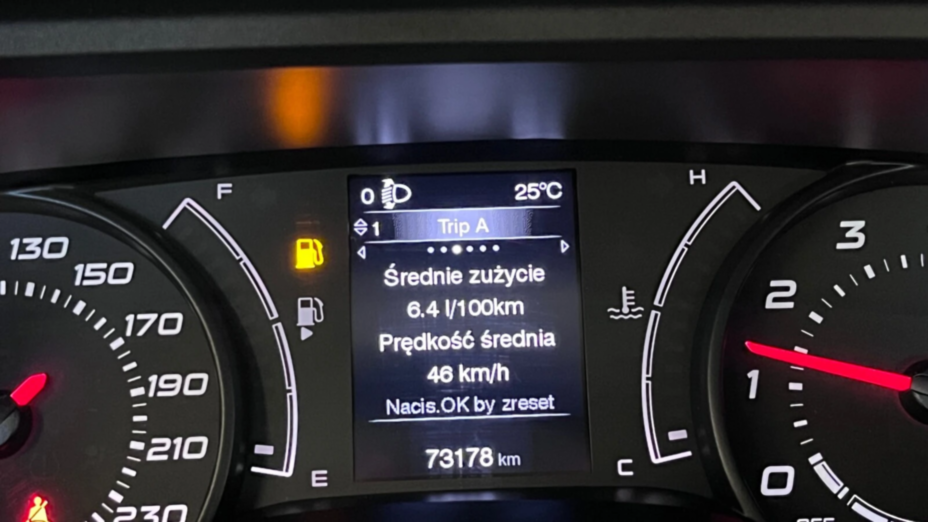 F
H
0
25°C
1
Trip A
Średnie zużycie
6.4 l/100km
Prędkość średnia
46 km/h
Nacis.OK by zreset
73178 km
E
C
130
150
170
190
210
230
3
2
1
0